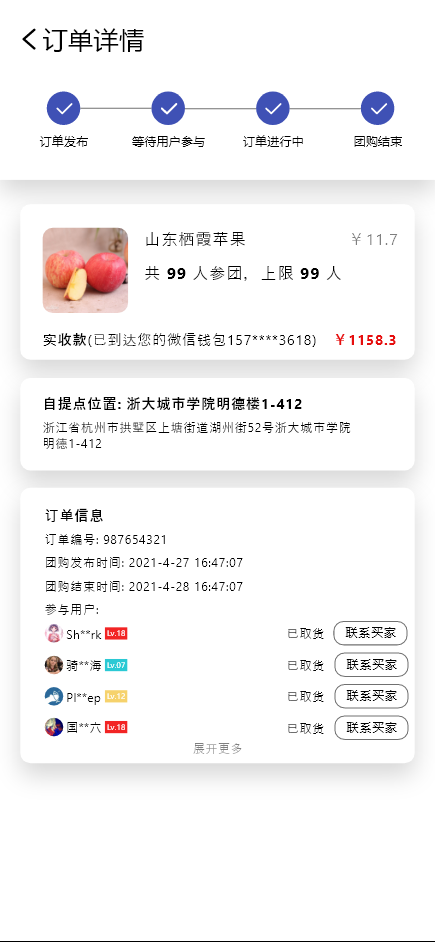 订单详情
订单发布 等待用户参与 订单进行中 团购结束
山东栖霞苹果 ￥11.7
共 99 人参团，上限 99 人
实收款(已到达您的微信钱包157****3618) ￥1158.3
自提点位置: 浙大城市学院明德楼1-412
浙江省杭州市拱墅区上塘街道湖州街52号浙大城市学院
明德1-412
订单信息
订单编号: 987654321
团购发布时间: 2021-4-27 16:47:07
团购结束时间: 2021-4-28 16:47:07
参与用户:
Sh**rk Lv.18 已取货 联系买家
骑**海 Lv.07 已取货 联系买家
Pl**ep Lv.12 已取货 联系买家
国**六 Lv.18 已取货 联系买家
展开更多